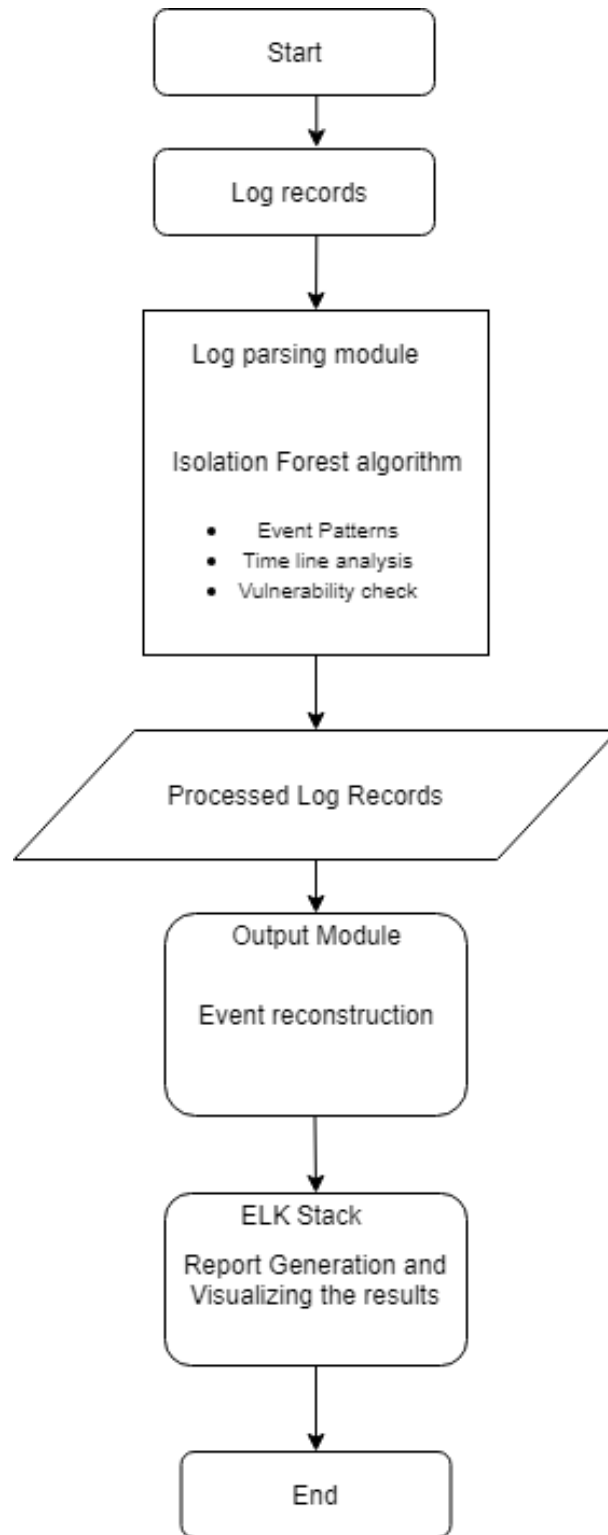 Start
Log records
Log parsing module
Isolation Forest algorithm
• Event Patterns
• Time line analysis
• Vulnerability check
Processed Log Records
Output Module
Event reconstruction
ELK Stack
Report Generation and
Visualizing the results
End